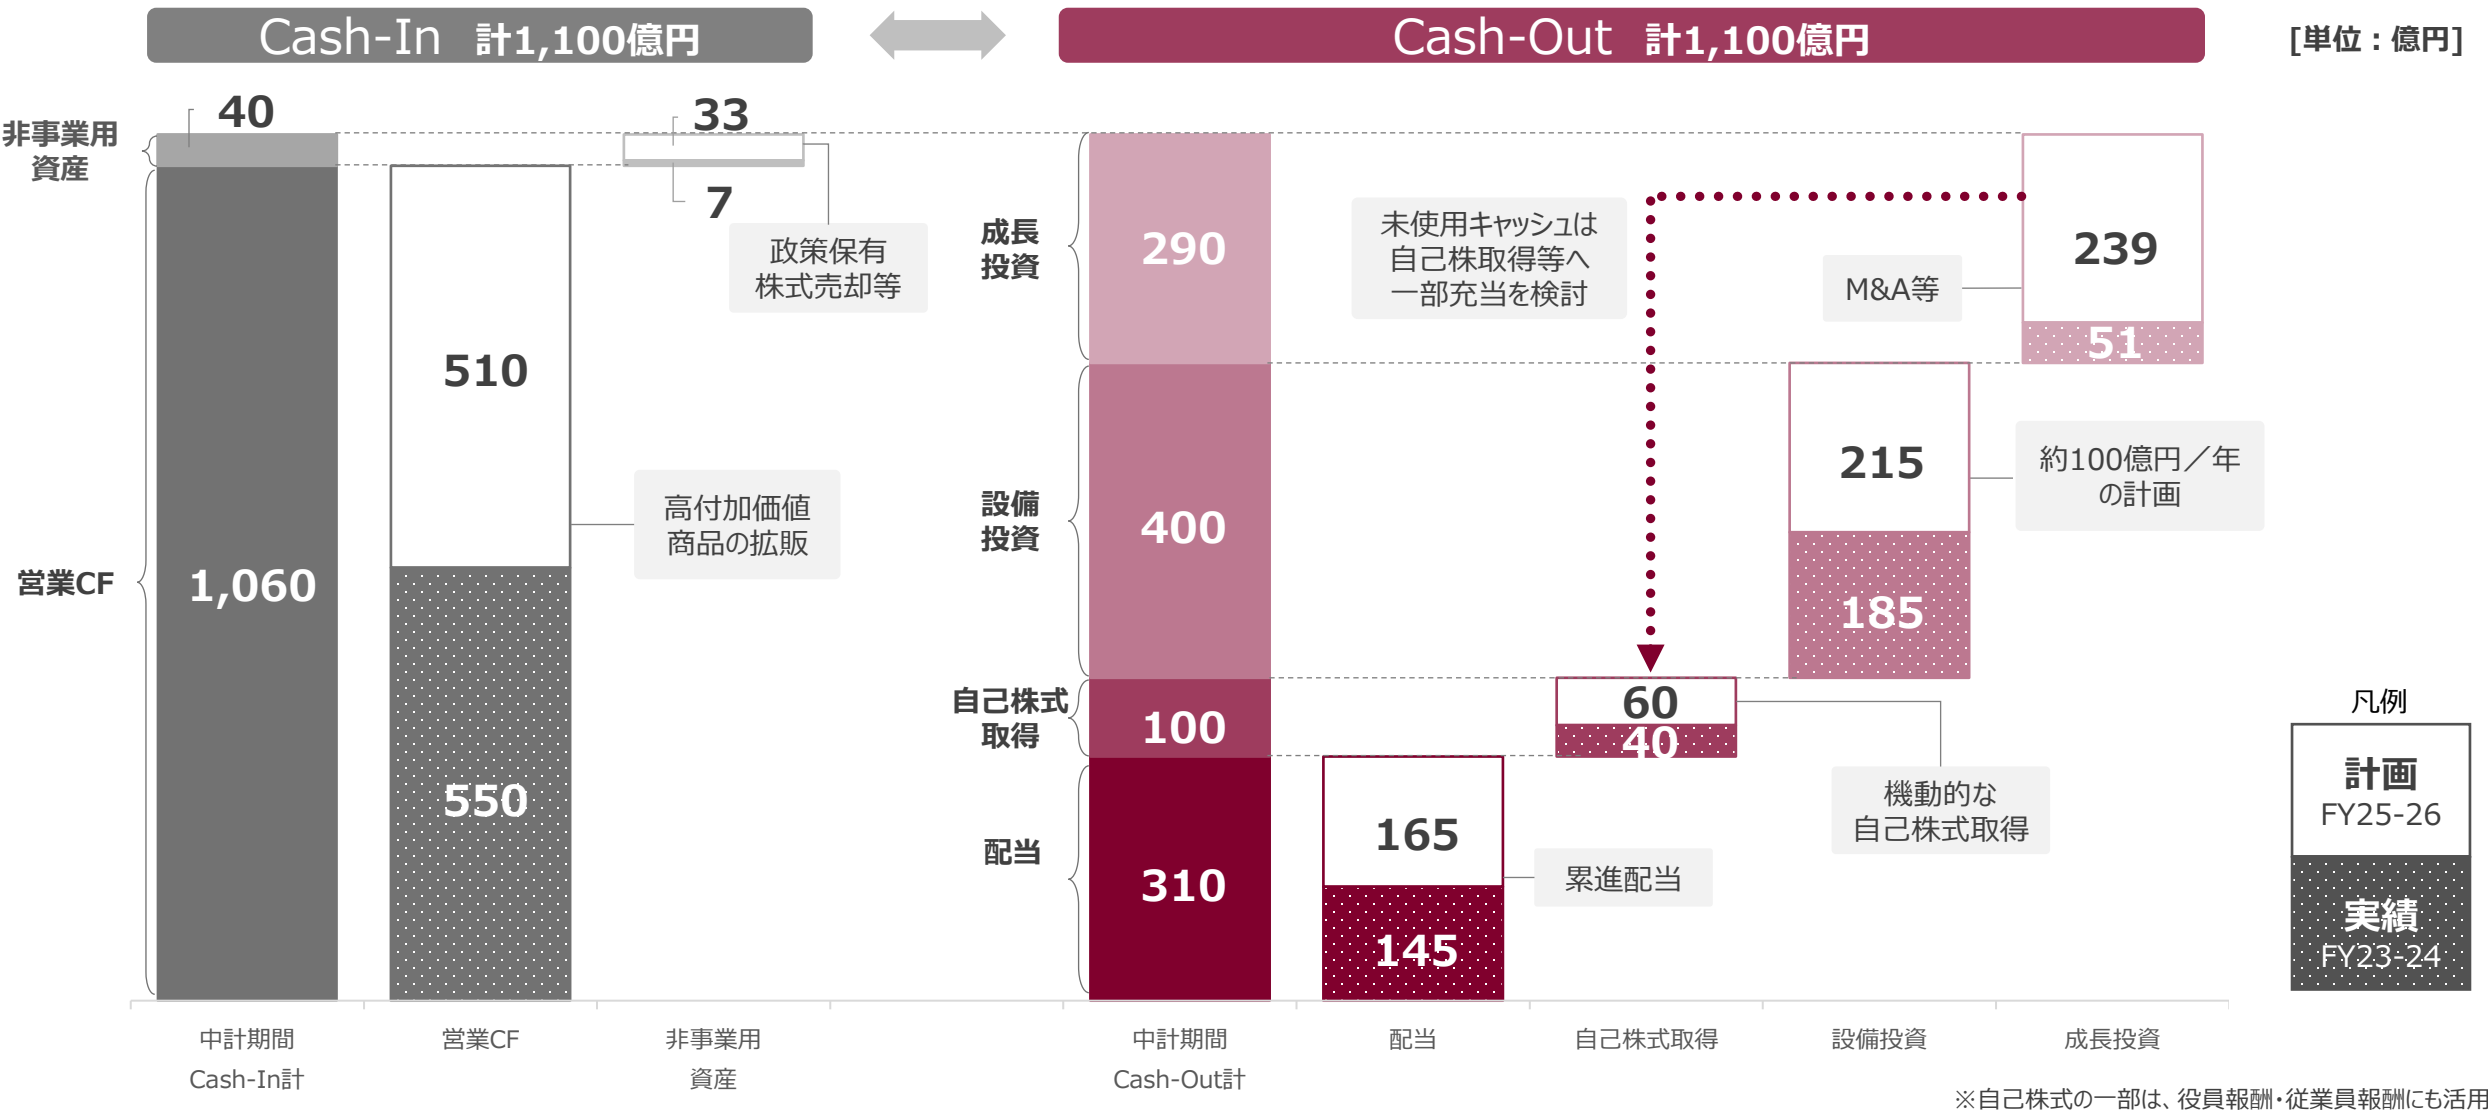 Cash-In 計1,100億円
Cash-Out 計1,100億円
[単位：億円]
非事業用
資産
営業CF
40
1,060
510
550
33
7
政策保有
株式売却等
高付加価値
商品の拡販
成長
投資
設備
投資
自己株式
取得
配当
290
400
100
310
未使用キャッシュは
自己株取得等へ
一部充当を検討
165
145
累進配当
60
40
機動的な
自己株式取得
215
185
約100億円／年
の計画
M&A等
239
51
凡例
計画
FY25-26
実績
FY23-24
中計期間
Cash-In計
営業CF
非事業用
資産
中計期間
Cash-Out計
配当
自己株式取得
設備投資
成長投資
※自己株式の一部は、役員報酬・従業員報酬にも活用